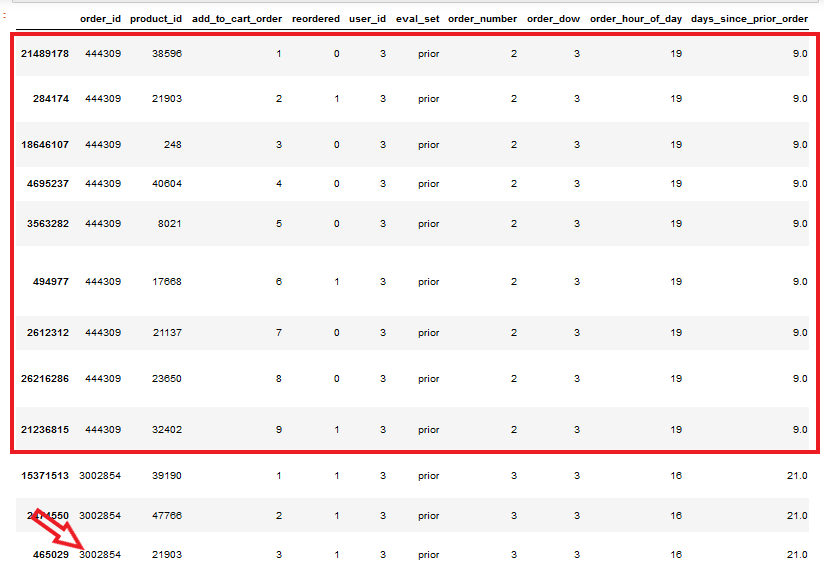 :
order_id product_id add_to_cart_order reordered user_id eval_set order_number order_dow order_hour_of_day days_since_prior_order
21489178 444309 38596 1 0 3 prior 2 3 19 9.0
284174 444309 21903 2 1 3 prior 2 3 19 9.0
18646107 444309 248 3 0 3 prior 2 3 19 9.0
4695237 444309 40604 4 0 3 prior 2 3 19 9.0
3563282 444309 8021 5 0 3 prior 2 3 19 9.0
494977 444309 17668 6 1 3 prior 2 3 19 9.0
2612312 444309 21137 7 0 3 prior 2 3 19 9.0
26216286 444309 23650 8 0 3 prior 2 3 19 9.0
21236815 444309 32402 9 1 3 prior 2 3 19 9.0
15371513 3002854 39190 1 1 3 prior 3 3 16 21.0
3002854 47766 2 1 3 prior 3 3 16 21.0
465029 3002854 21903 3 1 3 prior 3 3 16 21.0